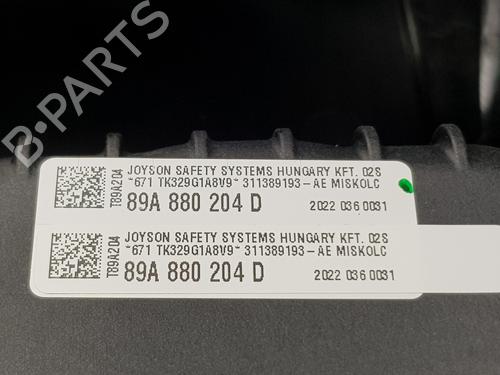 B-PARTS
T89A204
JOYSON SAFETY SYSTEMS HUNGARY KFT. 02S
*671 TK329G1A8V9* 311389193-AE MISKOLC
89A 880 204 D 2022 036 0031
T89A204
JOYSON SAFETY SYSTEMS HUNGARY KFT. 02S
*671 TK329G1A8V9* 311389193-AE MISKOLC
89A 880 204 D 2022 036 0031